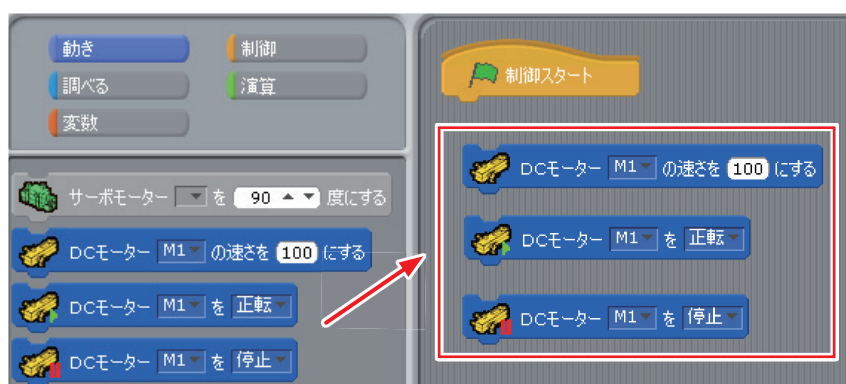 動き
制御
調べる
演算
変数
サーボモーター を 90 度にする
DCモーター M1 の速さを 100 にする
DCモーター M1 を 正転
DCモーター M1 を 停止
制御スタート
DCモーター M1 の速さを 100 にする
DCモーター M1 を 正転
DCモーター M1 を 停止